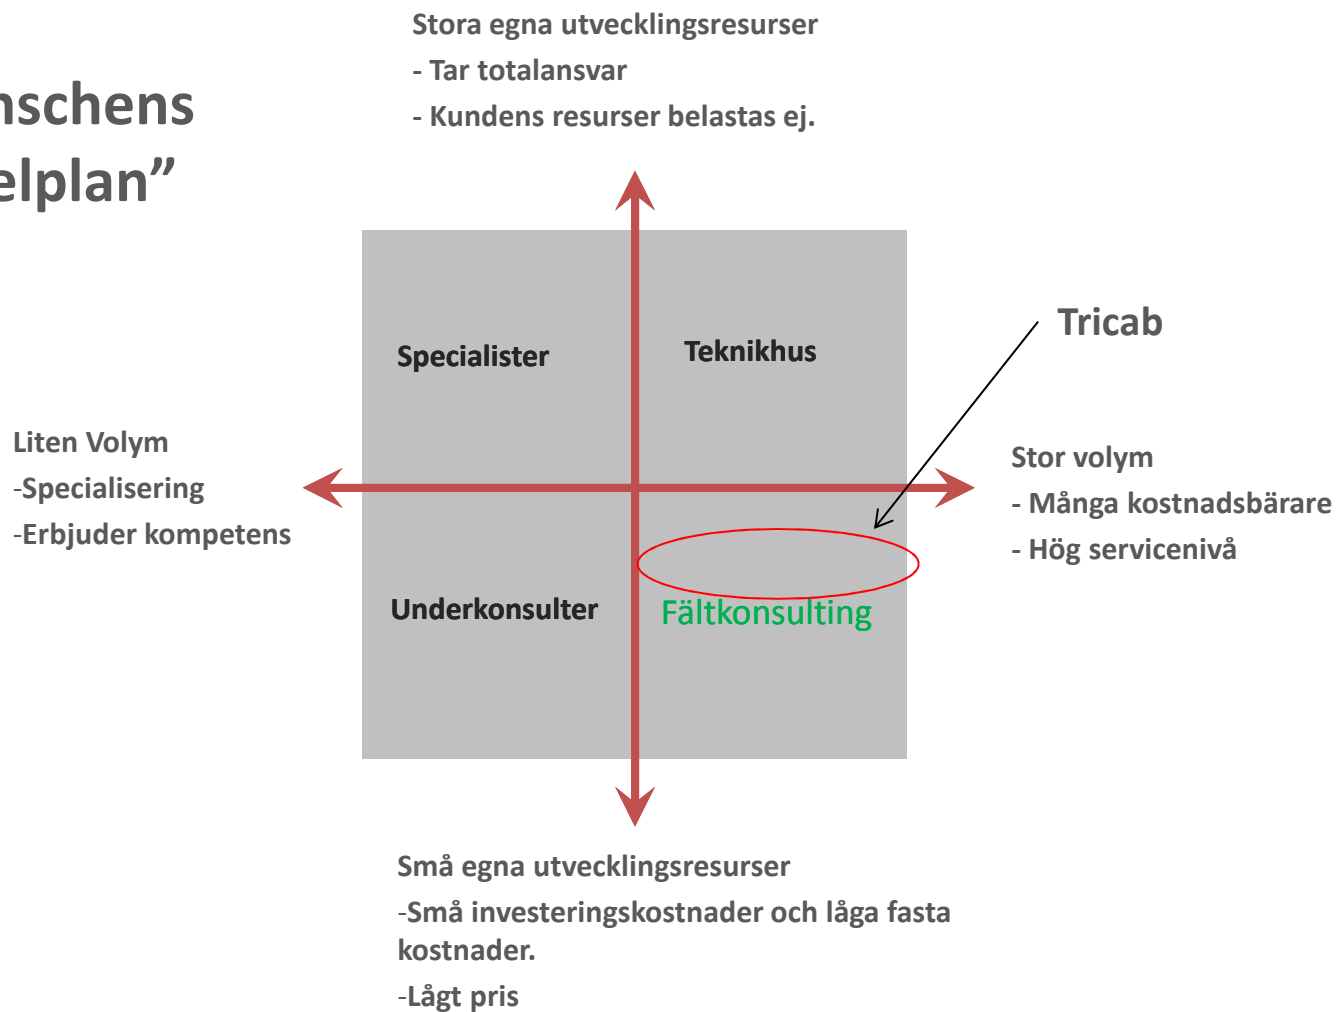 Stora egna utvecklingsresurser
- Tar totalansvar
- Kundens resurser belastas ej.
nschens
elplan”
Tricab
Specialister
Teknikhus
Liten Volym
-Specialisering
-Erbjuder kompetens
Stor volym
- Många kostnadsbärare
- Hög servicenivå
Underkonsulter
Fältkonsulting
Små egna utvecklingsresurser
-Små investeringskostnader och låga fasta
kostnader.
-Lågt pris